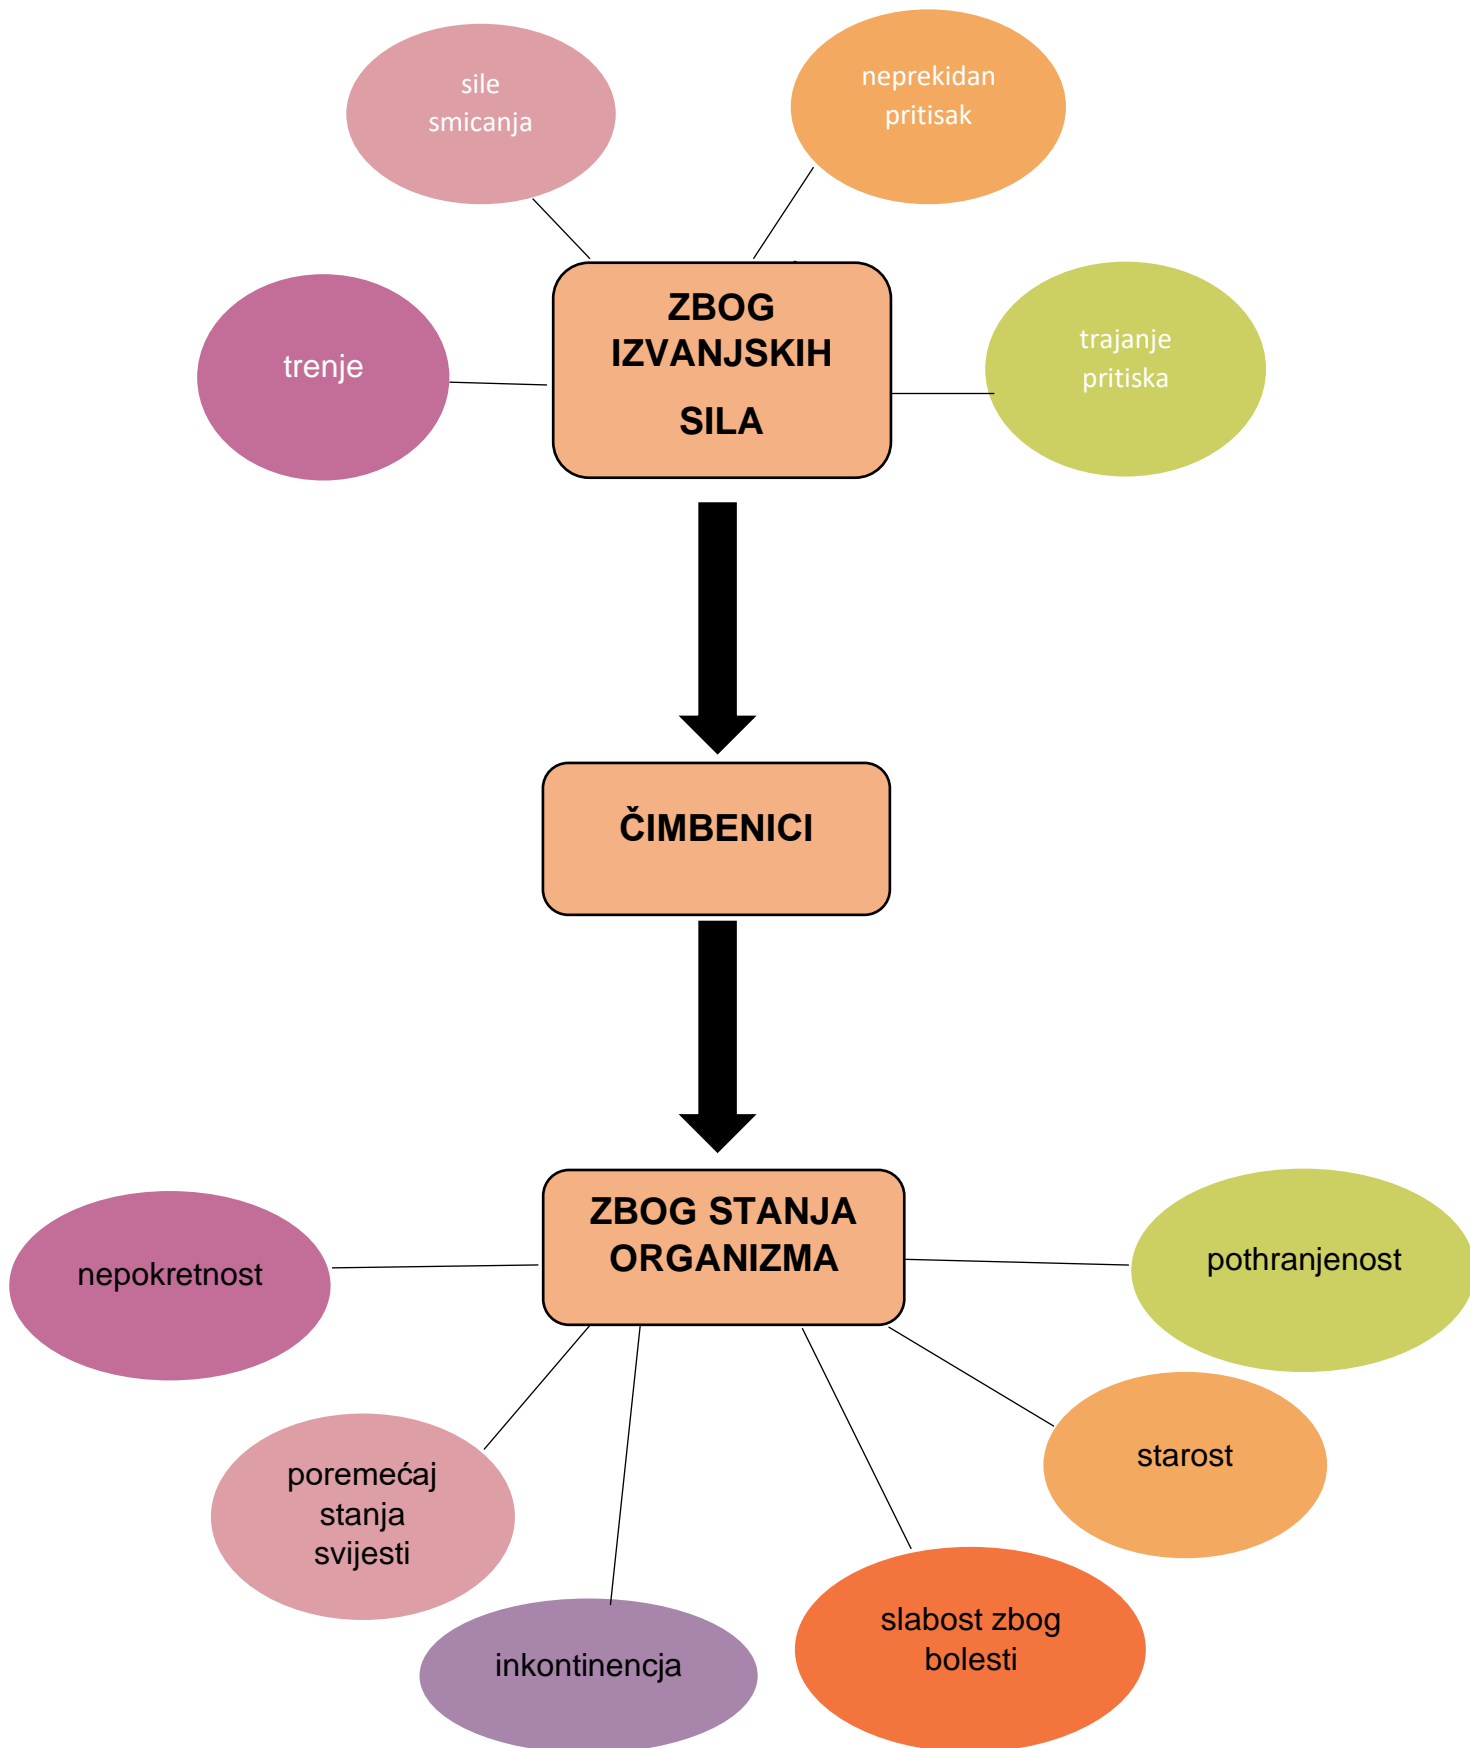 sile
smicanja
neprekidan
pritisak
ZBOG
IZVANJSKIH
SILA
trenje
trajanje
pritiska
ČIMBENICI
ZBOG STANJA
ORGANIZMA
nepokretnost
pothranjenost
poremećaj
stanja
svijesti
starost
inkontinencja
slabost zbog
bolesti